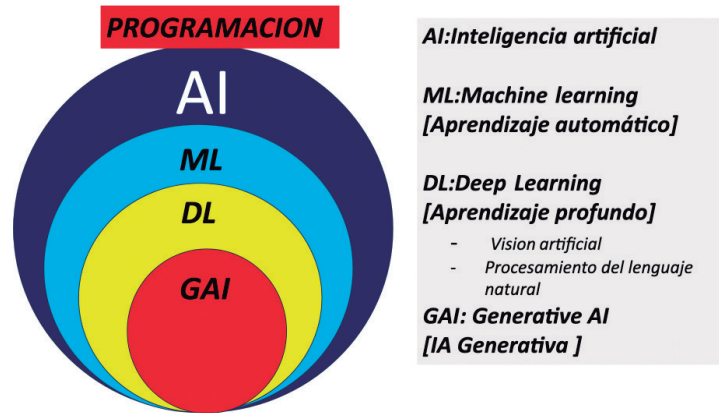 PROGRAMACION
AI
ML
DL
GAI
AI:Inteligencia artificial
ML:Machine learning
[Aprendizaje automático]
DL:Deep Learning
[Aprendizaje profundo]
- Vision artificial
- Procesamiento del lenguaje
natural
GAI: Generative AI
[IA Generativa ]